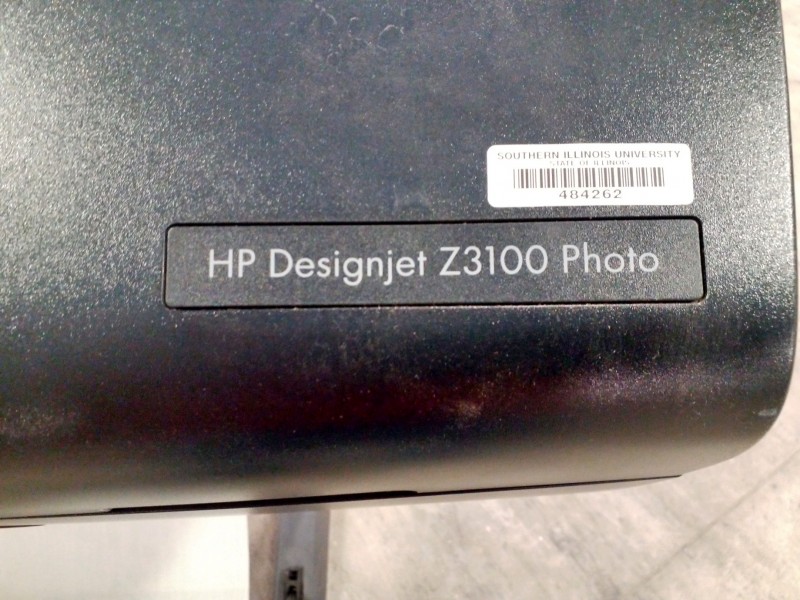 SOUTHERN ILLINOIS UNIVERSITY
STATE OF ILLINOIS
484262
HP Designjet Z3100 Photo